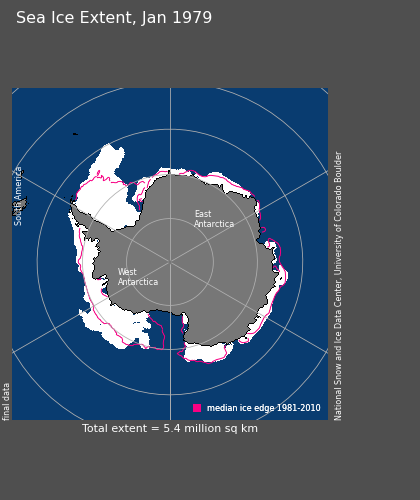 Sea Ice Extent, Jan 1979
South America
East
Antarctica
West
Antarctica
National Snow and Ice Data Center, University of Colorado Boulder
final data
median ice edge 1981-2010
Total extent = 5.4 million sq km